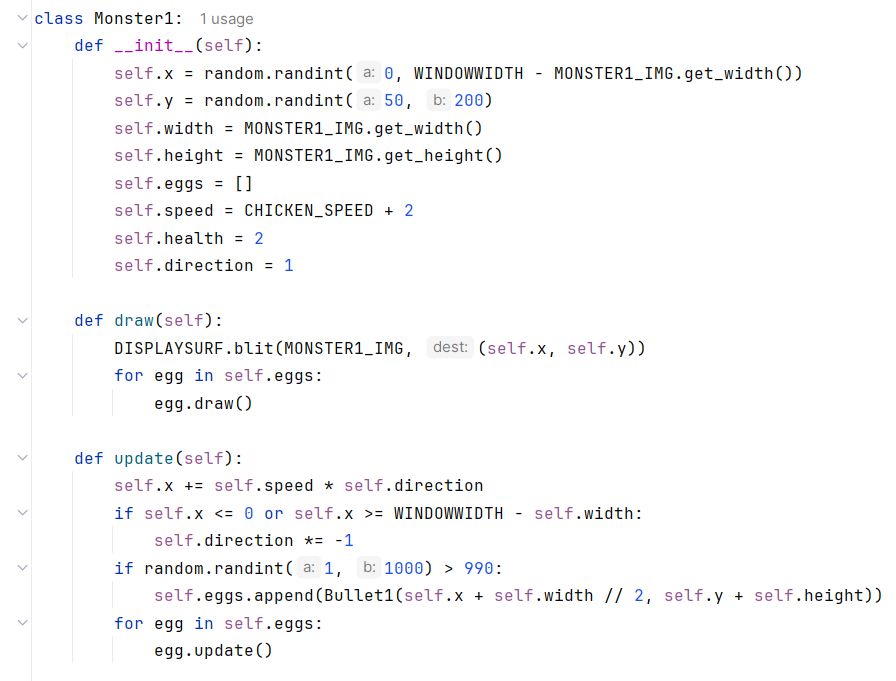 class Monster1:  1 usage
    def __init__(self):
        self.x = random.randint( a: 0, WINDOWWIDTH - MONSTER1_IMG.get_width())
        self.y = random.randint( a: 50,  b: 200)
        self.width = MONSTER1_IMG.get_width()
        self.height = MONSTER1_IMG.get_height()
        self.eggs = []
        self.speed = CHICKEN_SPEED + 2
        self.health = 2
        self.direction = 1

    def draw(self):
        DISPLAYSURF.blit(MONSTER1_IMG,  dest: (self.x, self.y))
        for egg in self.eggs:
            egg.draw()

    def update(self):
        self.x += self.speed * self.direction
        if self.x <= 0 or self.x >= WINDOWWIDTH - self.width:
            self.direction *= -1
        if random.randint( a: 1,  b: 1000) > 990:
            self.eggs.append(Bullet1(self.x + self.width // 2, self.y + self.height))
        for egg in self.eggs:
            egg.update()